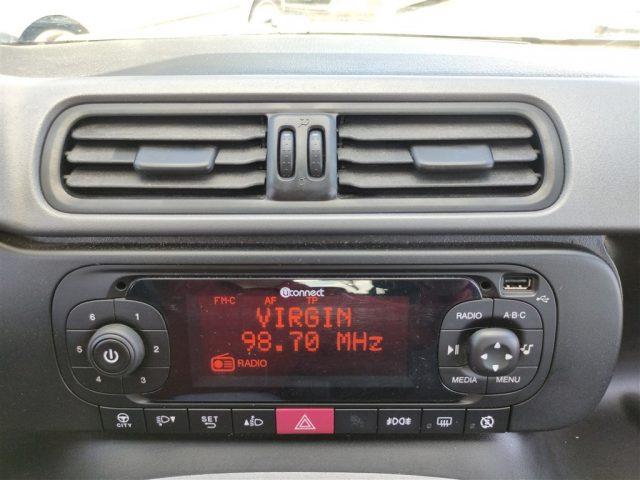 uconnect
FM-C AF TP
VIRGIN
98.70 MHz
RADIO
6 1
5 2
4 3
RADIO A·B·C
MEDIA MENU
CITY
SET